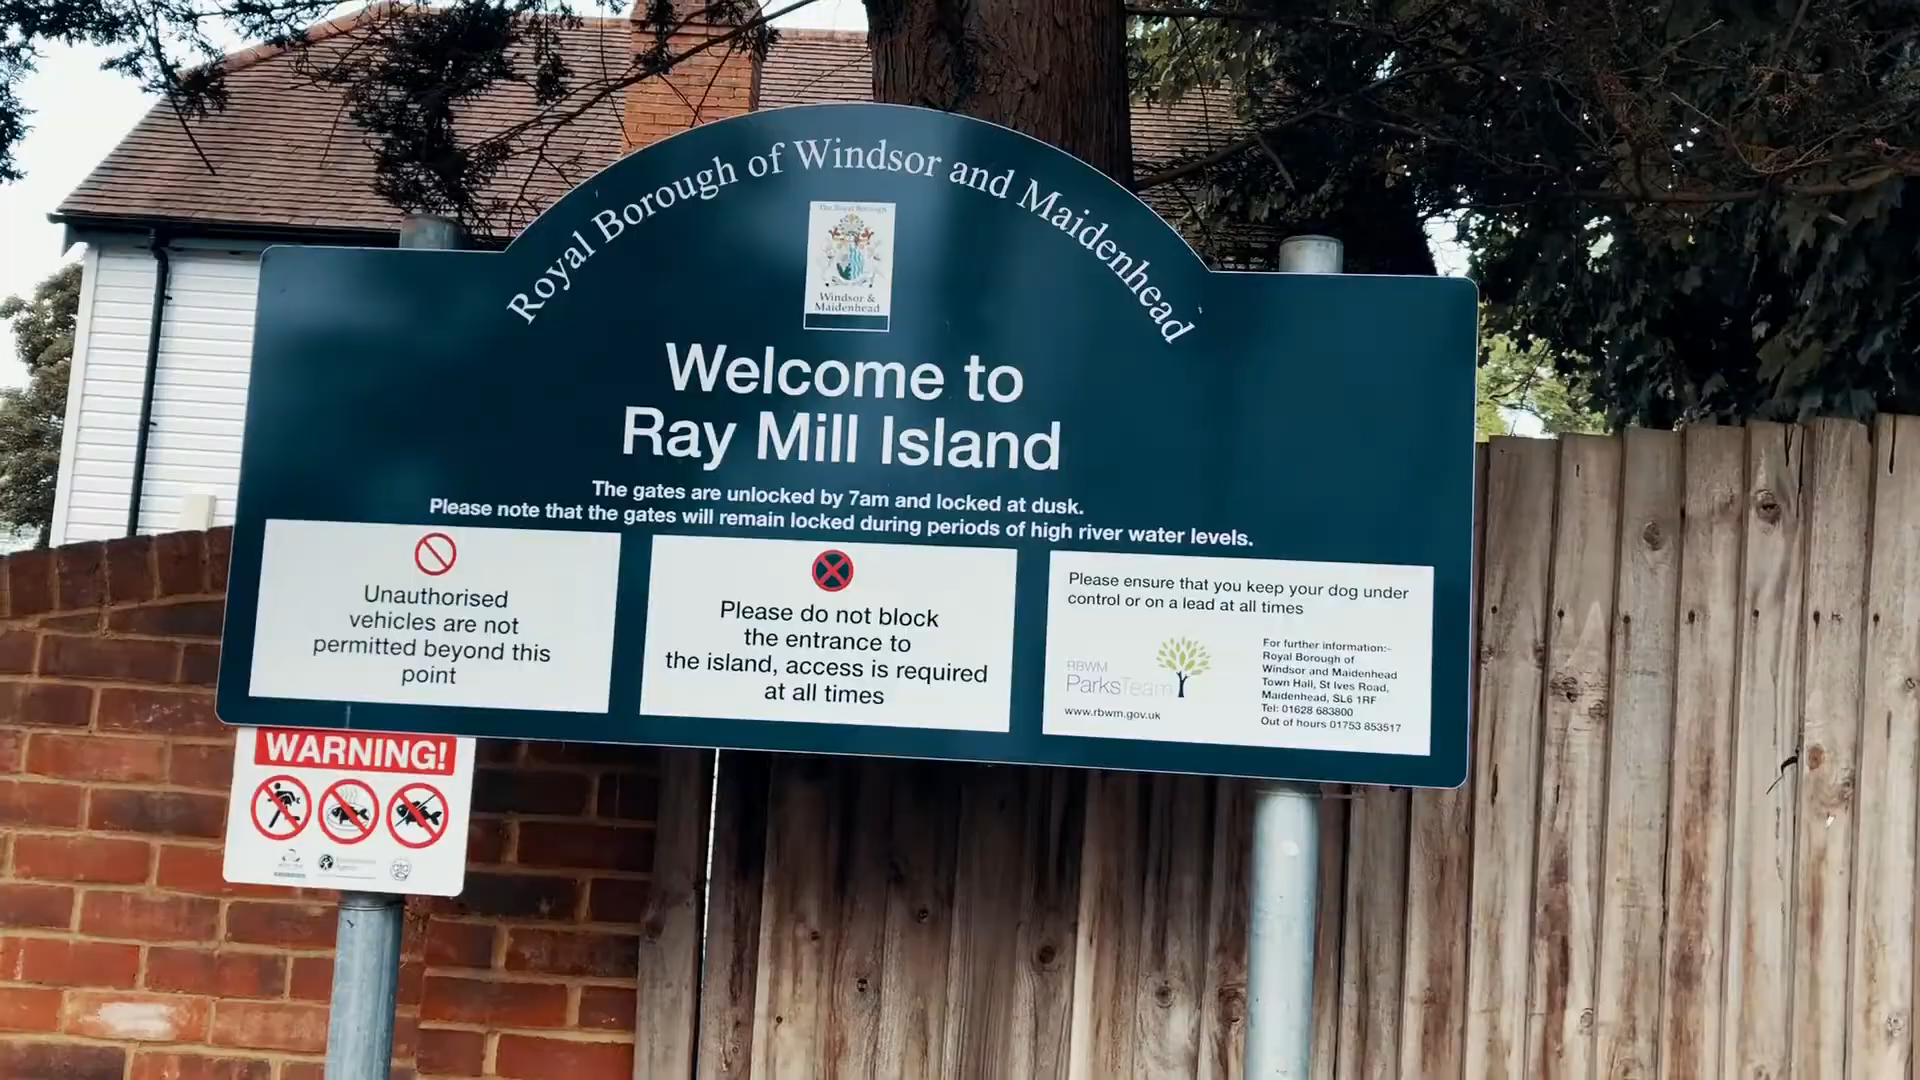 Royal Borough of Windsor and Maidenhead
The Royal Borough
Windsor &
Maidenhead
Welcome to
Ray Mill Island
The gates are unlocked by 7am and locked at dusk.
Please note that the gates will remain locked during periods of high river water levels.
Unauthorised
vehicles are not
permitted beyond this
point
Please do not block
the entrance to
the island, access is required
at all times
Please ensure that you keep your dog under
control or on a lead at all times
RBWM
ParksTeam
www.rbwm.gov.uk
For further information:-
Royal Borough of
Windsor and Maidenhead
Town Hall, St Ives Road,
Maidenhead, SL6 1RF
Tel: 01628 683800
Out of hours 01753 853517
WARNING!
Environment
Agency